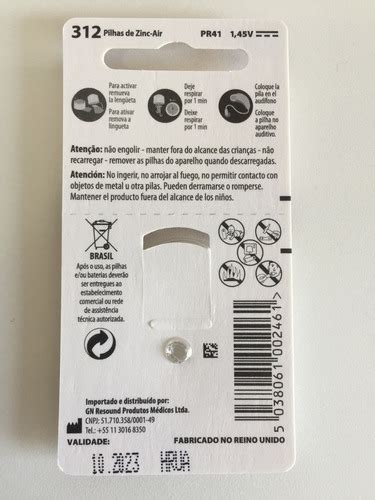 312 Pilhas de Zinc-Air PR41 1,45V
Para activar
remueva
la lengüeta
Para ativar
remova a
lingueta
Deje
respirar
por 1 min
Deixe
respirar
por 1 min
Coloque la
pila en el
audífono
Coloque
a pilha no
aparelho
auditivo.
Atenção: não engolir - manter fora do alcance das crianças - não
recarregar - remover as pilhas do aparelho quando descarregadas.
Atención: No ingerir, no arrojar al fuego, no permitir contacto con
objetos de metal u otra pilas. Pueden derramarse o romperse.
Mantener el producto fuera del alcance de los niños.
BRASIL
Após o uso, as pilhas
e/ou baterias deverão
ser entregues ao
estabelecimento
comercial ou rede
de assistência
técnica autorizada.
5 038061 002461>
Importado e distribuído por:
GN Resound Produtos Médicos Ltda.
CNPJ: 51.710.358/0001-49
Tel.: +55 11 3016 8350
VALIDADE: FABRICADO NO REINO UNIDO
10.2023 HRUA